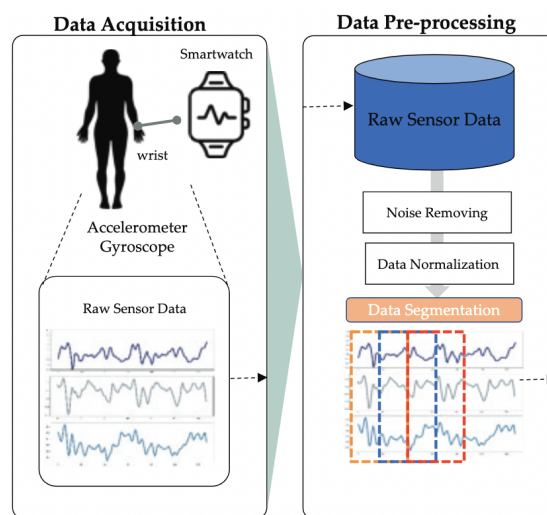 Data Acquisition
Smartwatch
wrist
Accelerometer
Gyroscope
Raw Sensor Data
Data Pre-processing
Raw Sensor Data
Noise Removing
Data Normalization
Data Segmentation